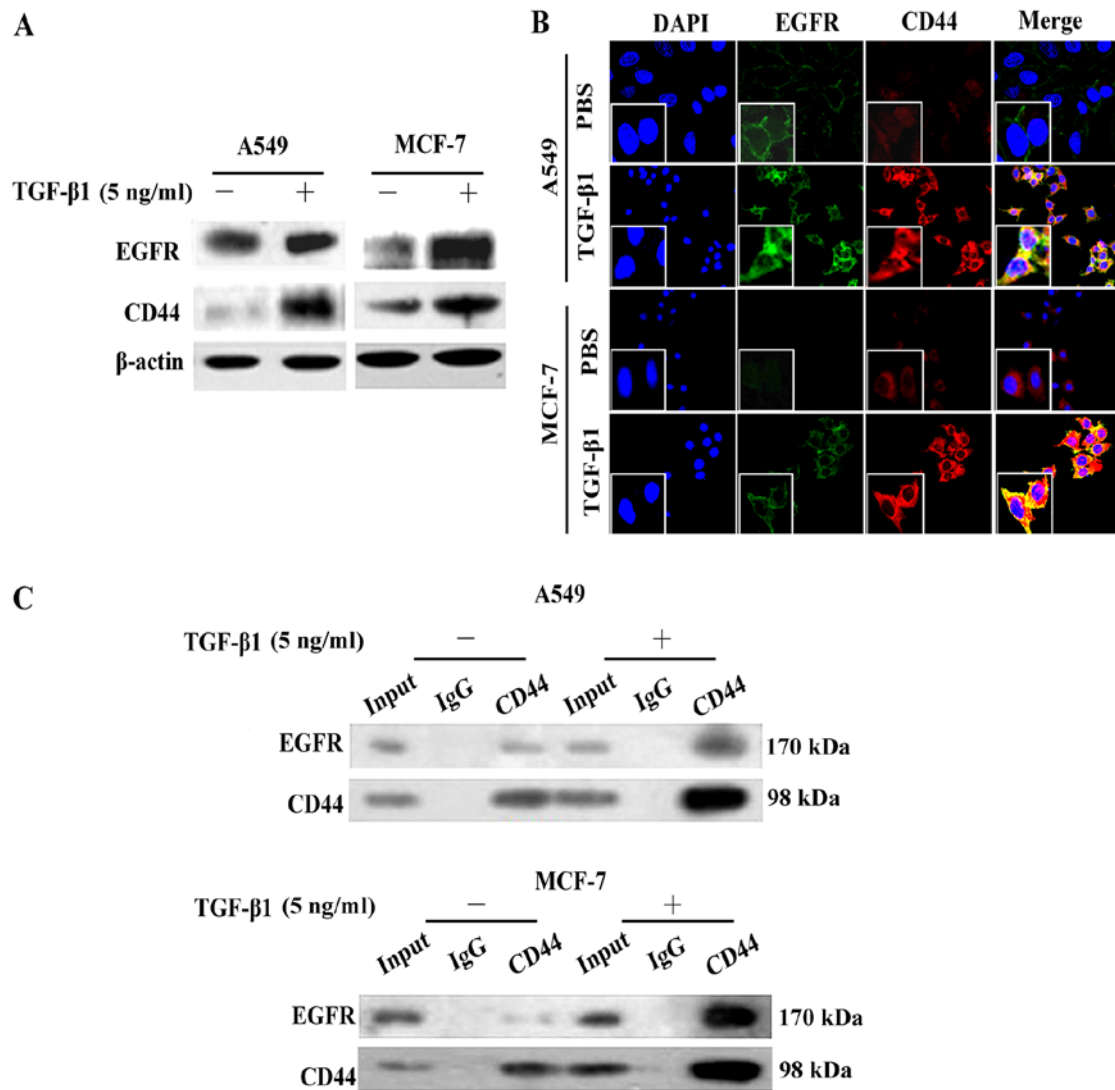 A
A549 MCF-7
TGF-β1 (5 ng/ml) − + − +
EGFR
CD44
β-actin
B
DAPI EGFR CD44 Merge
A549
PBS
TGF-β1
MCF-7
PBS
TGF-β1
C
A549
TGF-β1 (5 ng/ml) − +
Input IgG CD44 Input IgG CD44
EGFR 170 kDa
CD44 98 kDa
MCF-7
TGF-β1 (5 ng/ml) − +
Input IgG CD44 Input IgG CD44
EGFR 170 kDa
CD44 98 kDa